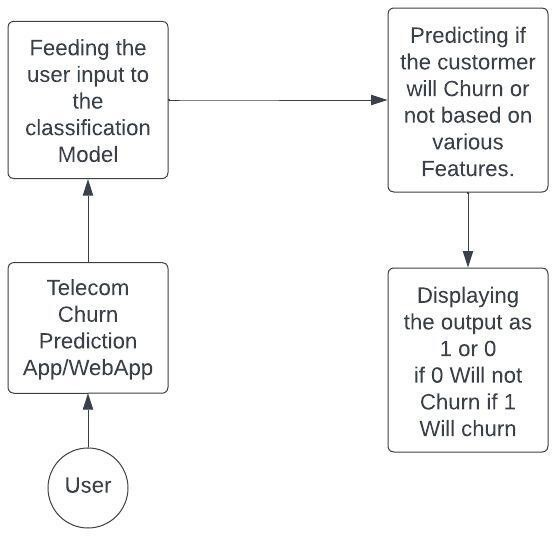 Feeding the
user input to
the
classification
Model
Predicting if
the custormer
will Churn or
not based on
various
Features.
Telecom
Churn
Prediction
App/WebApp
Displaying
the output as
1 or 0
if 0 Will not
Churn if 1
Will churn
User